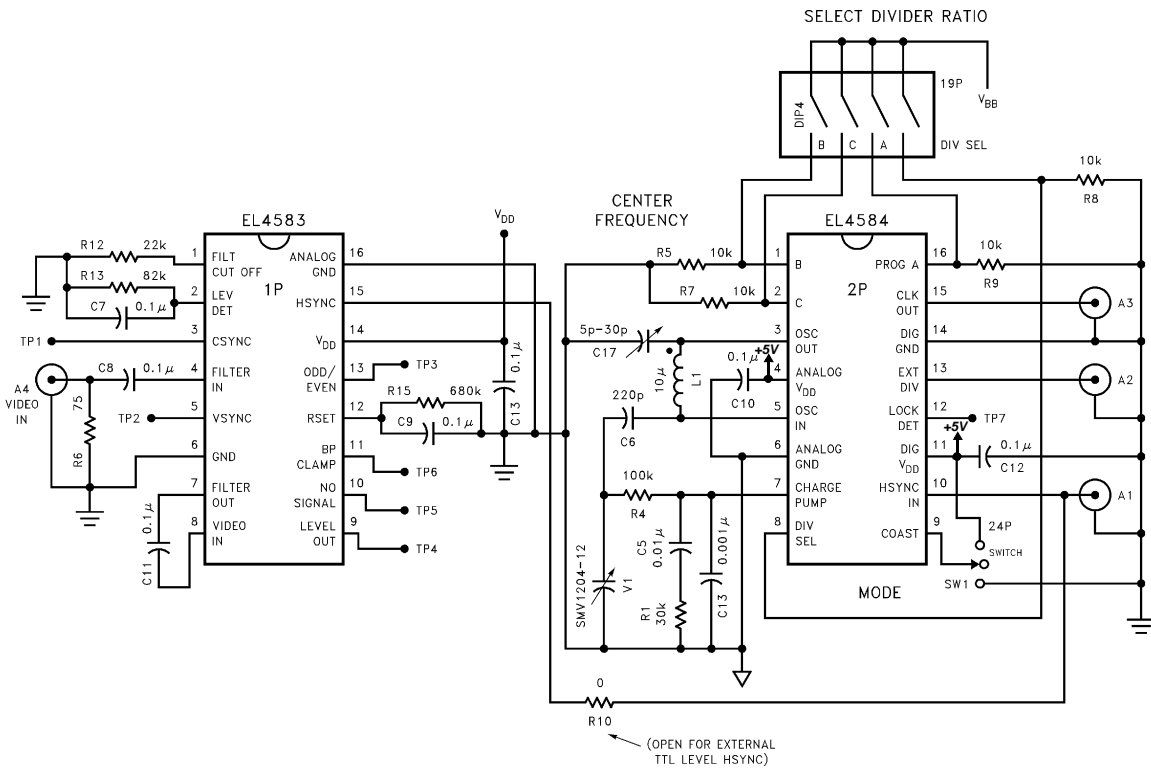 SELECT DIVIDER RATIO
19P
V_BB
DIP4
B
C
A
DIV SEL
10k
R8
CENTER
FREQUENCY
EL4583
V_DD
EL4584
R12
22k
1
FILT
CUT OFF
ANALOG
GND
16
R13
82k
1P
2
LEV
DET
HSYNC
15
C7
0.1μ
TP1
3
CSYNC
V_DD
14
A4
VIDEO
IN
C8
0.1μ
4
FILTER
IN
ODD/
EVEN
13
TP3
75
R6
TP2
5
VSYNC
RSET
12
R15
680k
C9
0.1μ
0.1μ
C13
6
GND
BP
CLAMP
11
TP6
7
FILTER
OUT
NO
SIGNAL
10
TP5
0.1μ
C11
8
VIDEO
IN
LEVEL
OUT
9
TP4
R5
10k
1
B
PROG A
16
10k
R9
2P
R7
10k
2
C
CLK
OUT
15
A3
5p-30p
C17
3
OSC
OUT
DIG
GND
14
10μ
L1
0.1μ
+5V
C10
4
ANALOG
V_DD
EXT
DIV
13
A2
220p
C6
5
OSC
IN
LOCK
DET
12
TP7
6
ANALOG
GND
DIG
V_DD
11
+5V
0.1μ
C12
100k
R4
7
CHARGE
PUMP
HSYNC
IN
10
A1
8
DIV
SEL
COAST
9
24P
SWITCH
SW1
SMV1204-12
V1
C5
0.01μ
R1
30k
0.001μ
C13
MODE
0
R10
(OPEN FOR EXTERNAL
TTL LEVEL HSYNC)